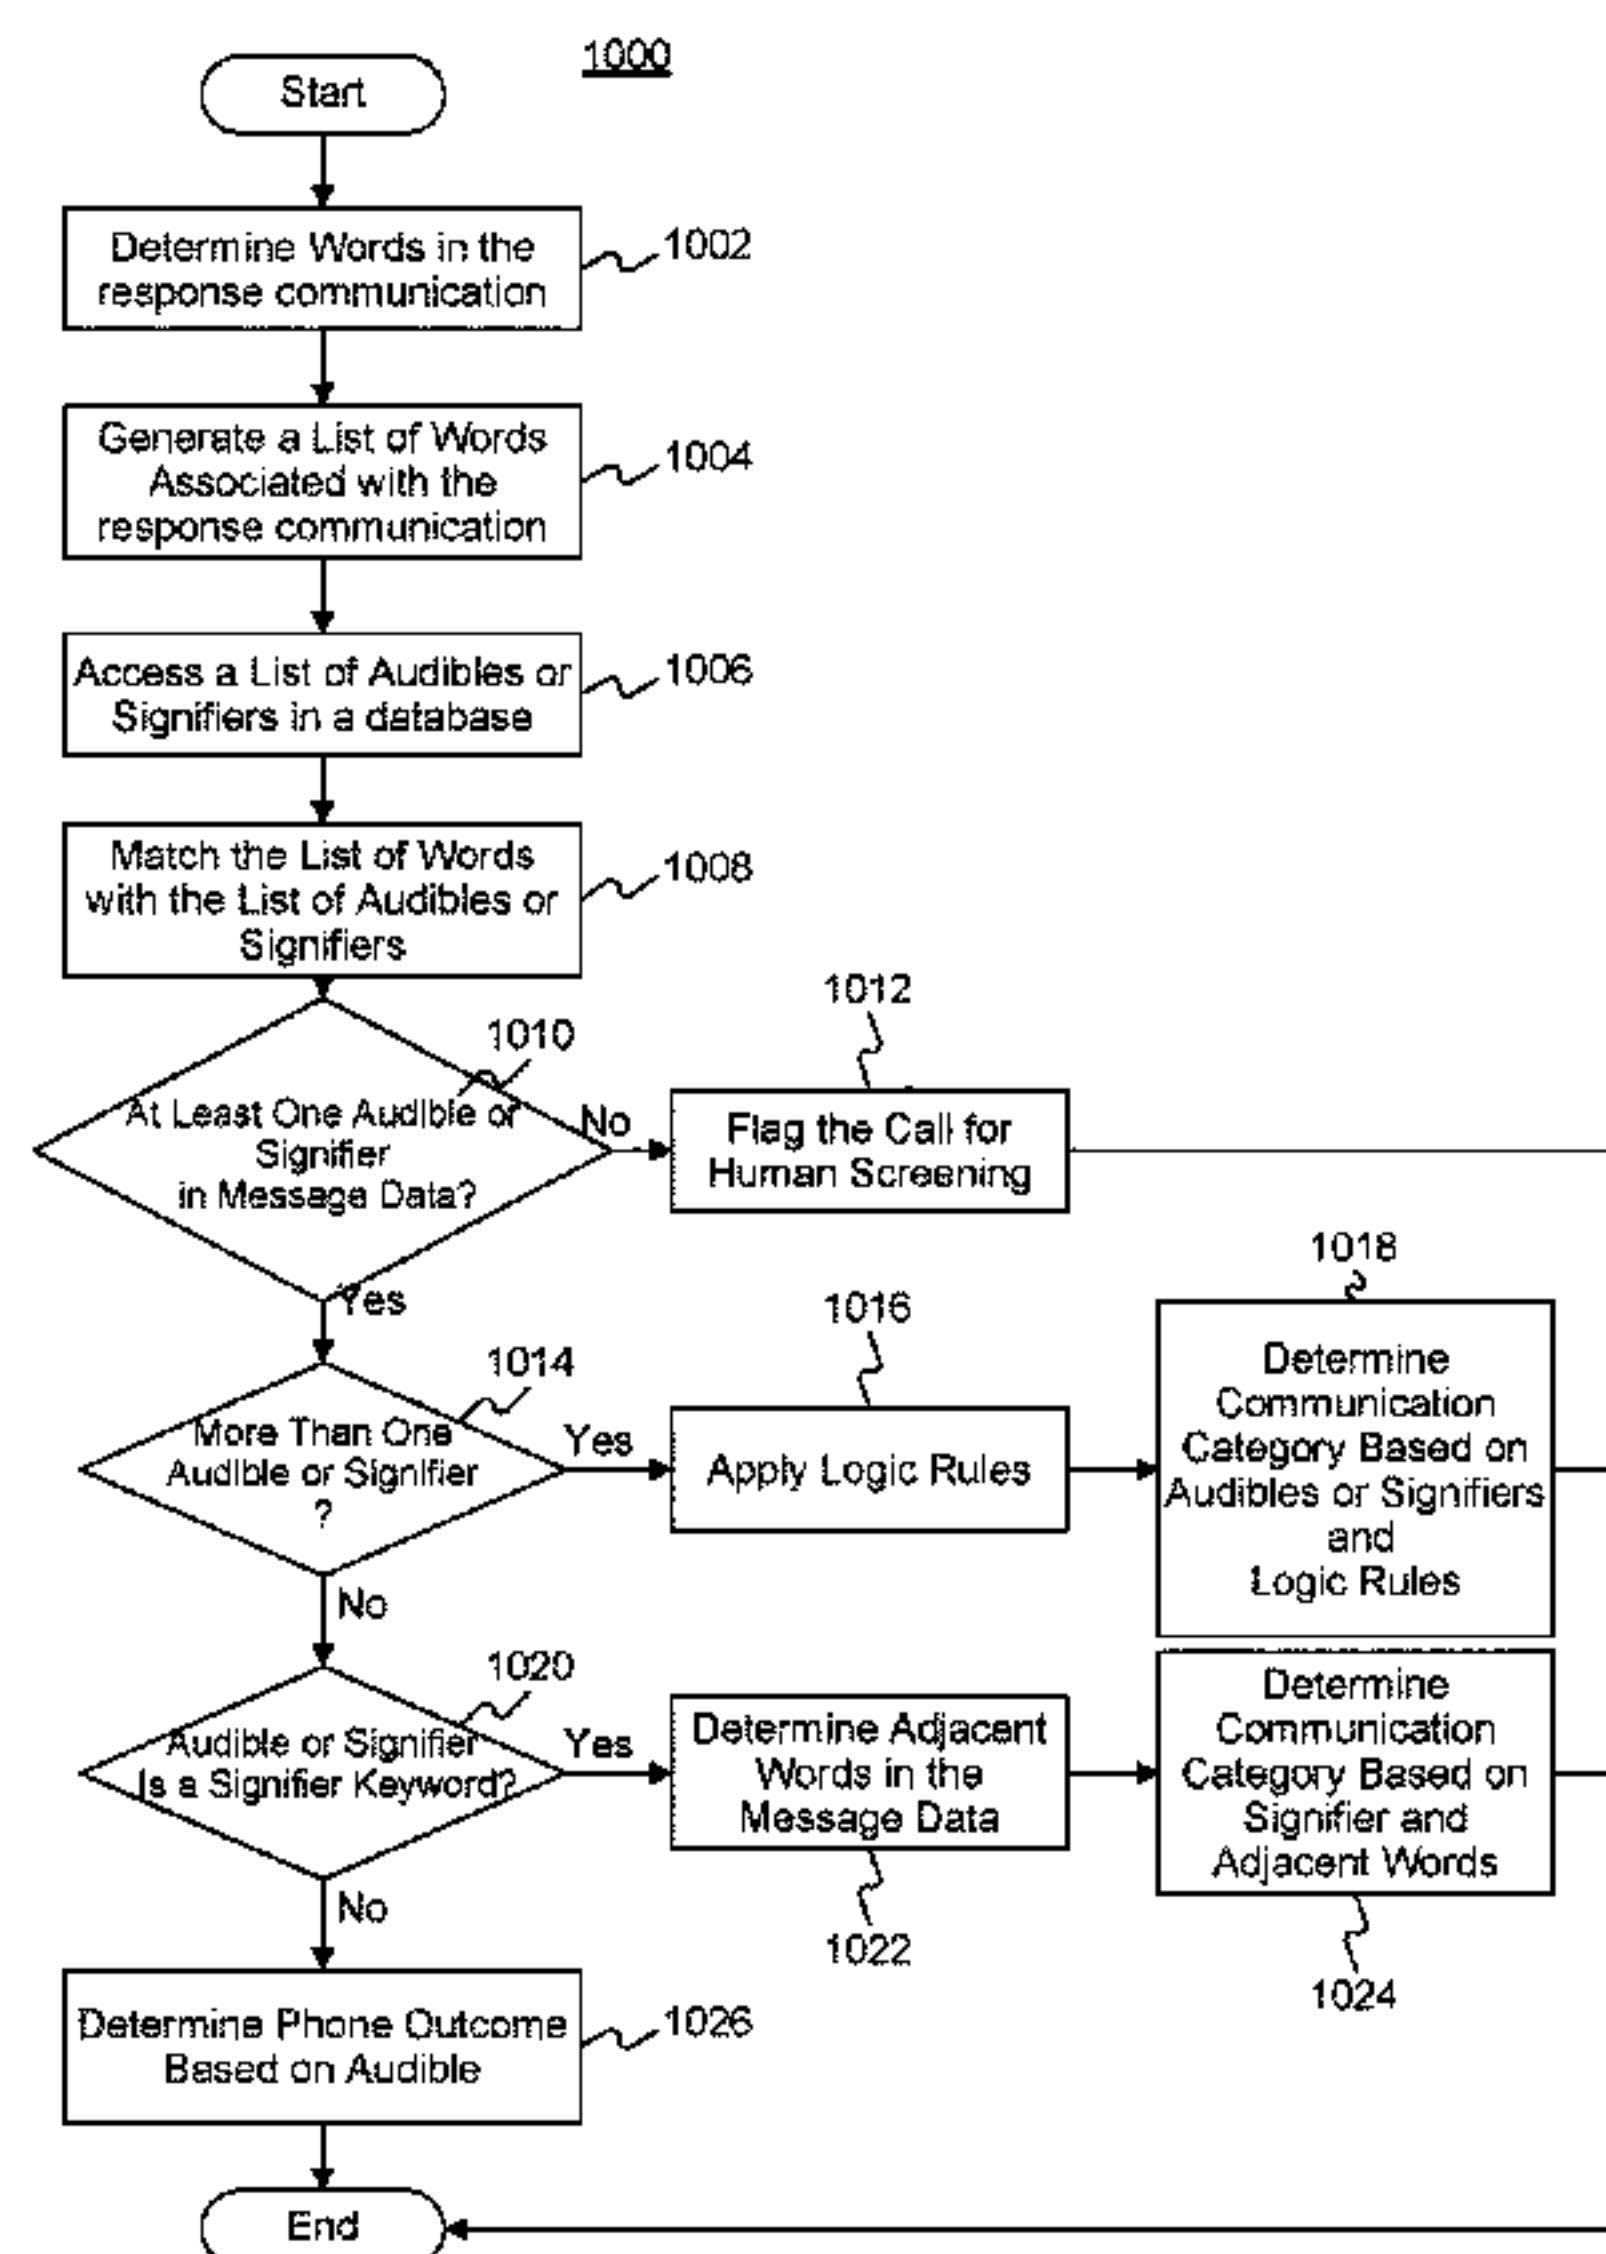 1000
Start
Determine Words in the
response communication
1002
Generate a List of Words
Associated with the
response communication
1004
Access a List of Audibles or
Signifiers in a database
1006
Match the List of Words
with the List of Audibles or
Signifiers
1008
1010
At Least One Audible or
Signifier
in Message Data?
No
Yes
1012
Flag the Call for
Human Screening
1014
More Than One
Audible or Signifier
?
Yes
No
1016
Apply Logic Rules
1018
Determine
Communication
Category Based on
Audibles or Signifiers
and
Logic Rules
1020
Audible or Signifier
Is a Signifier Keyword?
Yes
No
Determine Adjacent
Words in the
Message Data
1022
Determine
Communication
Category Based on
Signifier and
Adjacent Words
1024
Determine Phone Outcome
Based on Audible
1026
End